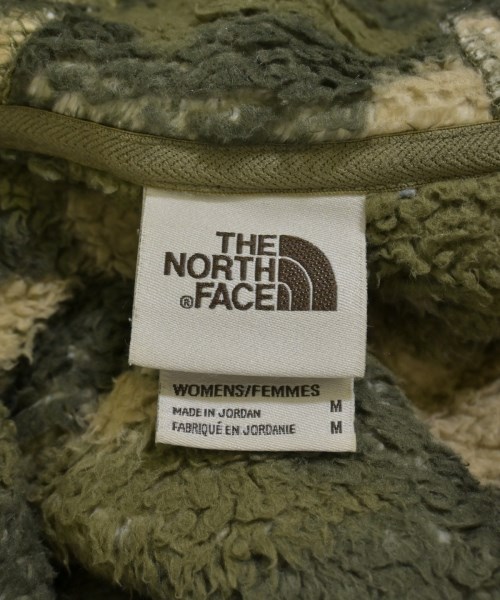 THE
NORTH
® FACE
WOMENS/FEMMES
MADE IN JORDAN M
FABRIQUÉ EN JORDANIE M